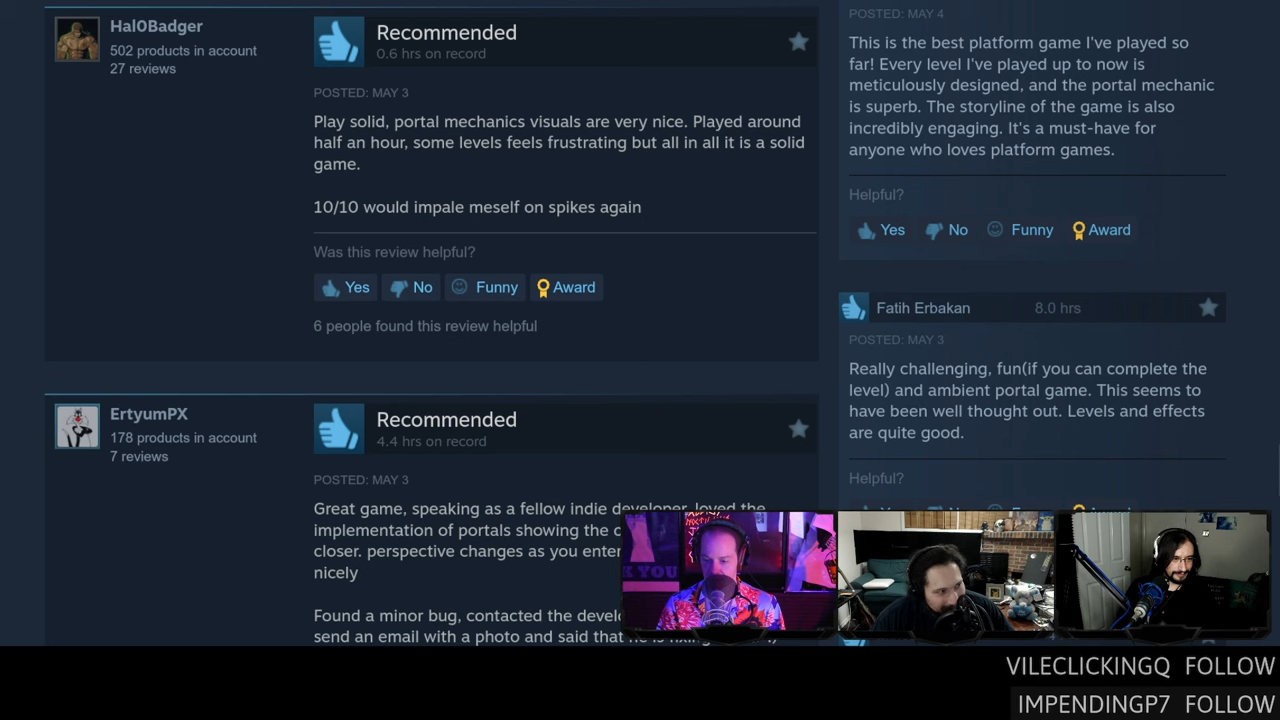 Hal0Badger
502 products in account
27 reviews
Recommended
0.6 hrs on record
POSTED: MAY 3
Play solid, portal mechanics visuals are very nice. Played around
half an hour, some levels feels frustrating but all in all it is a solid
game.
10/10 would impale meself on spikes again
Was this review helpful?
Yes
No
Funny
Award
6 people found this review helpful
ErtyumPX
178 products in account
7 reviews
Recommended
4.4 hrs on record
POSTED: MAY 3
Great game, speaking as a fellow indie developer, loved the
implementation of portals showing the
closer. perspective changes as you enter
nicely
Found a minor bug, contacted the
send an email with a photo and said that
POSTED: MAY 4
This is the best platform game I've played so
far! Every level I've played up to now is
meticulously designed, and the portal mechanic
is superb. The storyline of the game is also
incredibly engaging. It's a must-have for
anyone who loves platform games.
Helpful?
Yes
No
Funny
Award
Fatih Erbakan
8.0 hrs
POSTED: MAY 3
Really challenging, fun(if you can complete the
level) and ambient portal game. This seems to
have been well thought out. Levels and effects
are quite good.
Helpful?
VILECLICKINGQ FOLLOW
IMPENDINGP7 FOLLOW